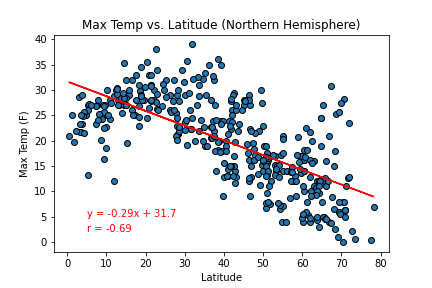 Max Temp vs. Latitude (Northern Hemisphere)
40
35
30
25
20
15
10
5
0
Max Temp (F)
y = -0.29x + 31.7
r = -0.69
0 10 20 30 40 50 60 70 80
Latitude